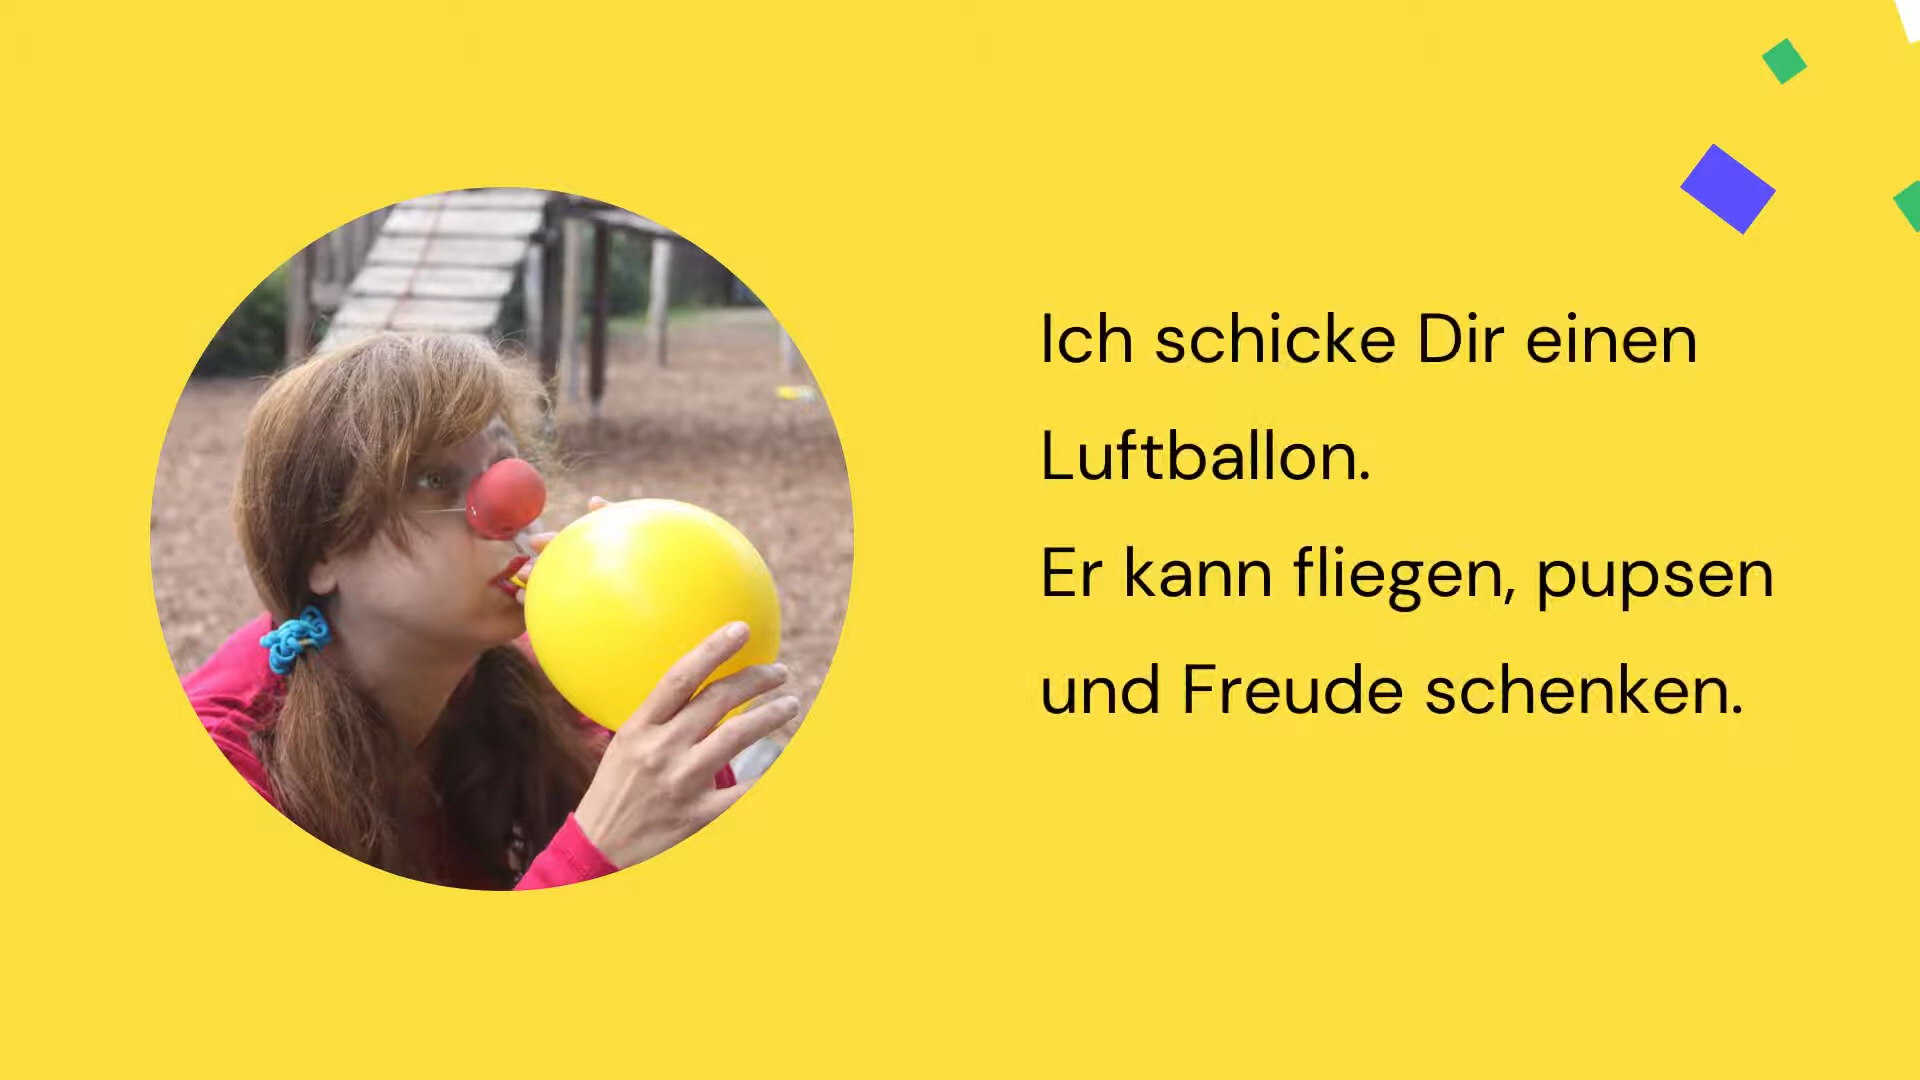 Ich schicke Dir einen
Luftballon.
Er kann fliegen, pupsen
und Freude schenken.